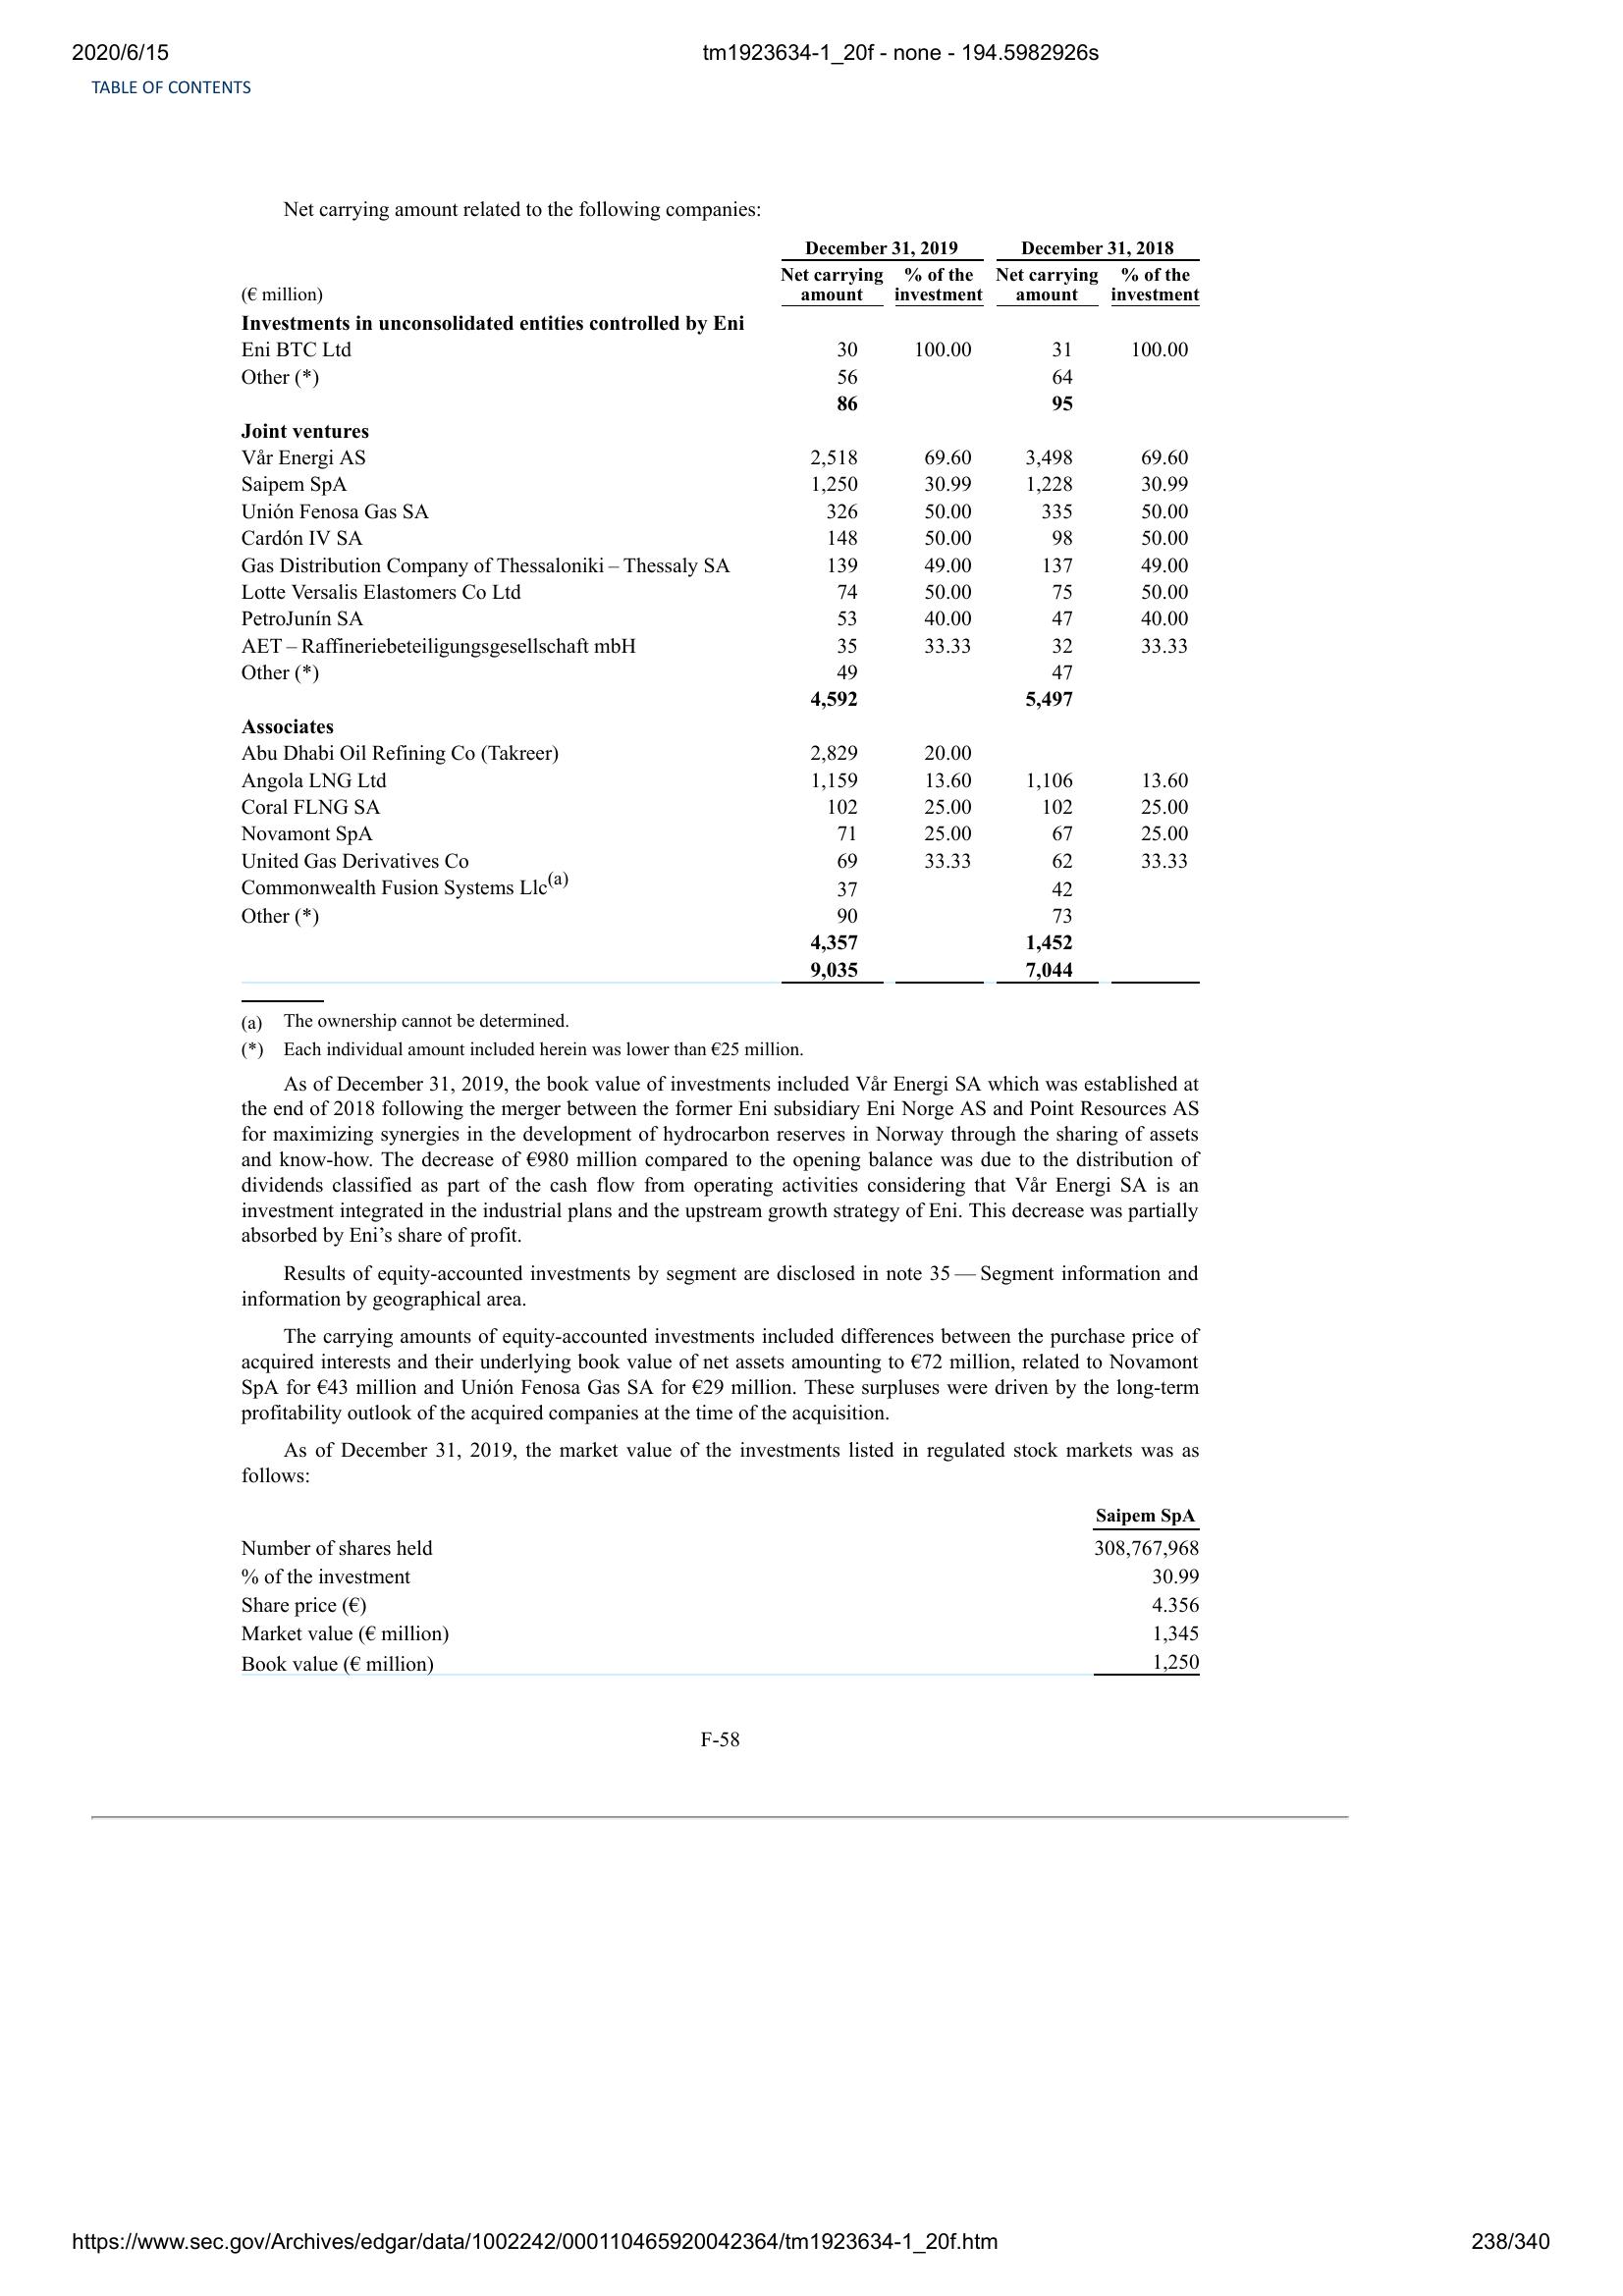 2020/6/15 tm1923634-1_20f - none - 194.5982926s
TABLE OF CONTENTS
Net carrying amount related to the following companies:
December 31, 2019 December 31, 2018
(€ million) Net carrying amount % of the investment Net carrying amount % of the investment
Investments in unconsolidated entities controlled by Eni
Eni BTC Ltd 30 100.00 31 100.00
Other (*) 56 64
86 95
Joint ventures
Vår Energi AS 2,518 69.60 3,498 69.60
Saipem SpA 1,250 30.99 1,228 30.99
Unión Fenosa Gas SA 326 50.00 335 50.00
Cardón IV SA 148 50.00 98 50.00
Gas Distribution Company of Thessaloniki – Thessaly SA 139 49.00 137 49.00
Lotte Versalis Elastomers Co Ltd 74 50.00 75 50.00
PetroJunín SA 53 40.00 47 40.00
AET – Raffineriebeteiligungsgesellschaft mbH 35 33.33 32 33.33
Other (*) 49 47
4,592 5,497
Associates
Abu Dhabi Oil Refining Co (Takreer) 2,829 20.00
Angola LNG Ltd 1,159 13.60 1,106 13.60
Coral FLNG SA 102 25.00 102 25.00
Novamont SpA 71 25.00 67 25.00
United Gas Derivatives Co 69 33.33 62 33.33
Commonwealth Fusion Systems Llc(a) 37 42
Other (*) 90 73
4,357 1,452
9,035 7,044
(a) The ownership cannot be determined.
(*) Each individual amount included herein was lower than €25 million.
As of December 31, 2019, the book value of investments included Vår Energi SA which was established at
the end of 2018 following the merger between the former Eni subsidiary Eni Norge AS and Point Resources AS
for maximizing synergies in the development of hydrocarbon reserves in Norway through the sharing of assets
and know-how. The decrease of €980 million compared to the opening balance was due to the distribution of
dividends classified as part of the cash flow from operating activities considering that Vår Energi SA is an
investment integrated in the industrial plans and the upstream growth strategy of Eni. This decrease was partially
absorbed by Eni’s share of profit.
Results of equity-accounted investments by segment are disclosed in note 35 — Segment information and
information by geographical area.
The carrying amounts of equity-accounted investments included differences between the purchase price of
acquired interests and their underlying book value of net assets amounting to €72 million, related to Novamont
SpA for €43 million and Unión Fenosa Gas SA for €29 million. These surpluses were driven by the long-term
profitability outlook of the acquired companies at the time of the acquisition.
As of December 31, 2019, the market value of the investments listed in regulated stock markets was as
follows:
Saipem SpA
Number of shares held 308,767,968
% of the investment 30.99
Share price (€) 4.356
Market value (€ million) 1,345
Book value (€ million) 1,250
F-58
https://www.sec.gov/Archives/edgar/data/1002242/000110465920042364/tm1923634-1_20f.htm 238/340